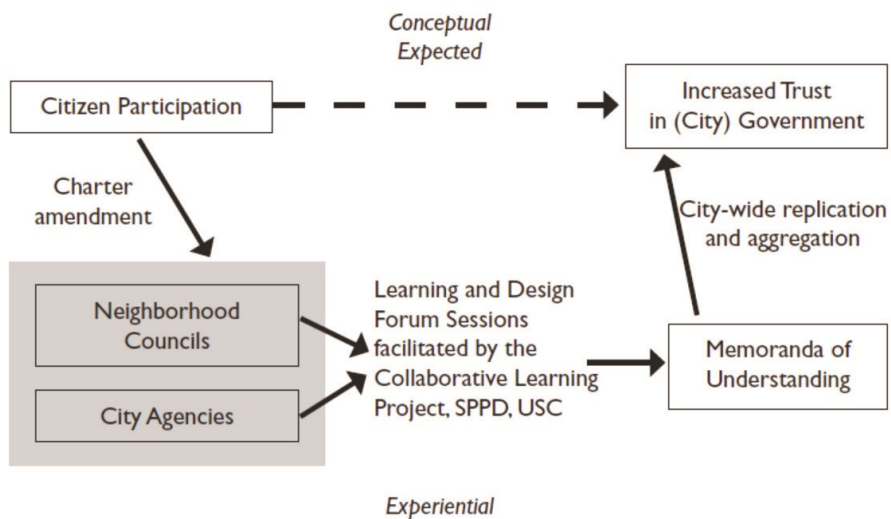 Conceptual
Expected
Citizen Participation
Increased Trust
in (City) Government
Charter
amendment
City-wide replication
and aggregation
Neighborhood
Councils
City Agencies
Learning and Design
Forum Sessions
facilitated by the
Collaborative Learning
Project, SPPD, USC
Memoranda of
Understanding
Experiential